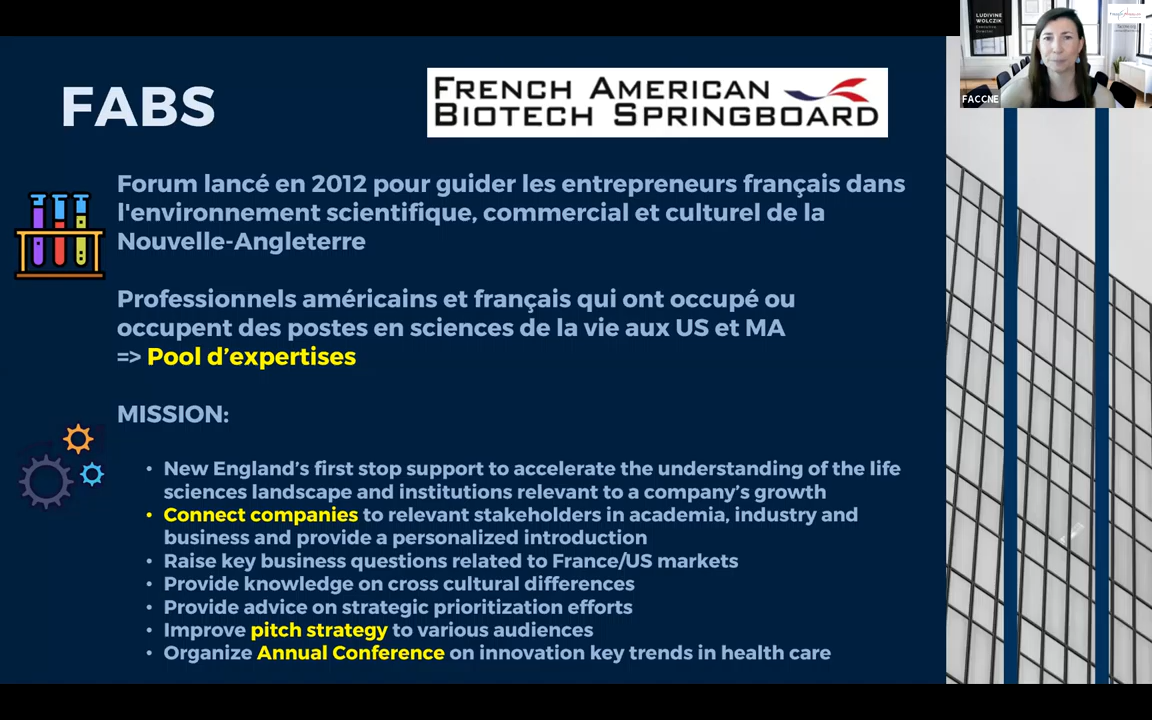 FABS
FRENCH AMERICAN
BIOTECH SPRINGBOARD
LUDIVINE
WOLCZIK
Executive
Director
FACCNE
Forum lancé en 2012 pour guider les entrepreneurs français dans
l'environnement scientifique, commercial et culturel de la
Nouvelle-Angleterre
Professionnels américains et français qui ont occupé ou
occupent des postes en sciences de la vie aux US et MA
=> Pool d’expertises
MISSION:
• New England’s first stop support to accelerate the understanding of the life
sciences landscape and institutions relevant to a company’s growth
• Connect companies to relevant stakeholders in academia, industry and
business and provide a personalized introduction
• Raise key business questions related to France/US markets
• Provide knowledge on cross cultural differences
• Provide advice on strategic prioritization efforts
• Improve pitch strategy to various audiences
• Organize Annual Conference on innovation key trends in health care